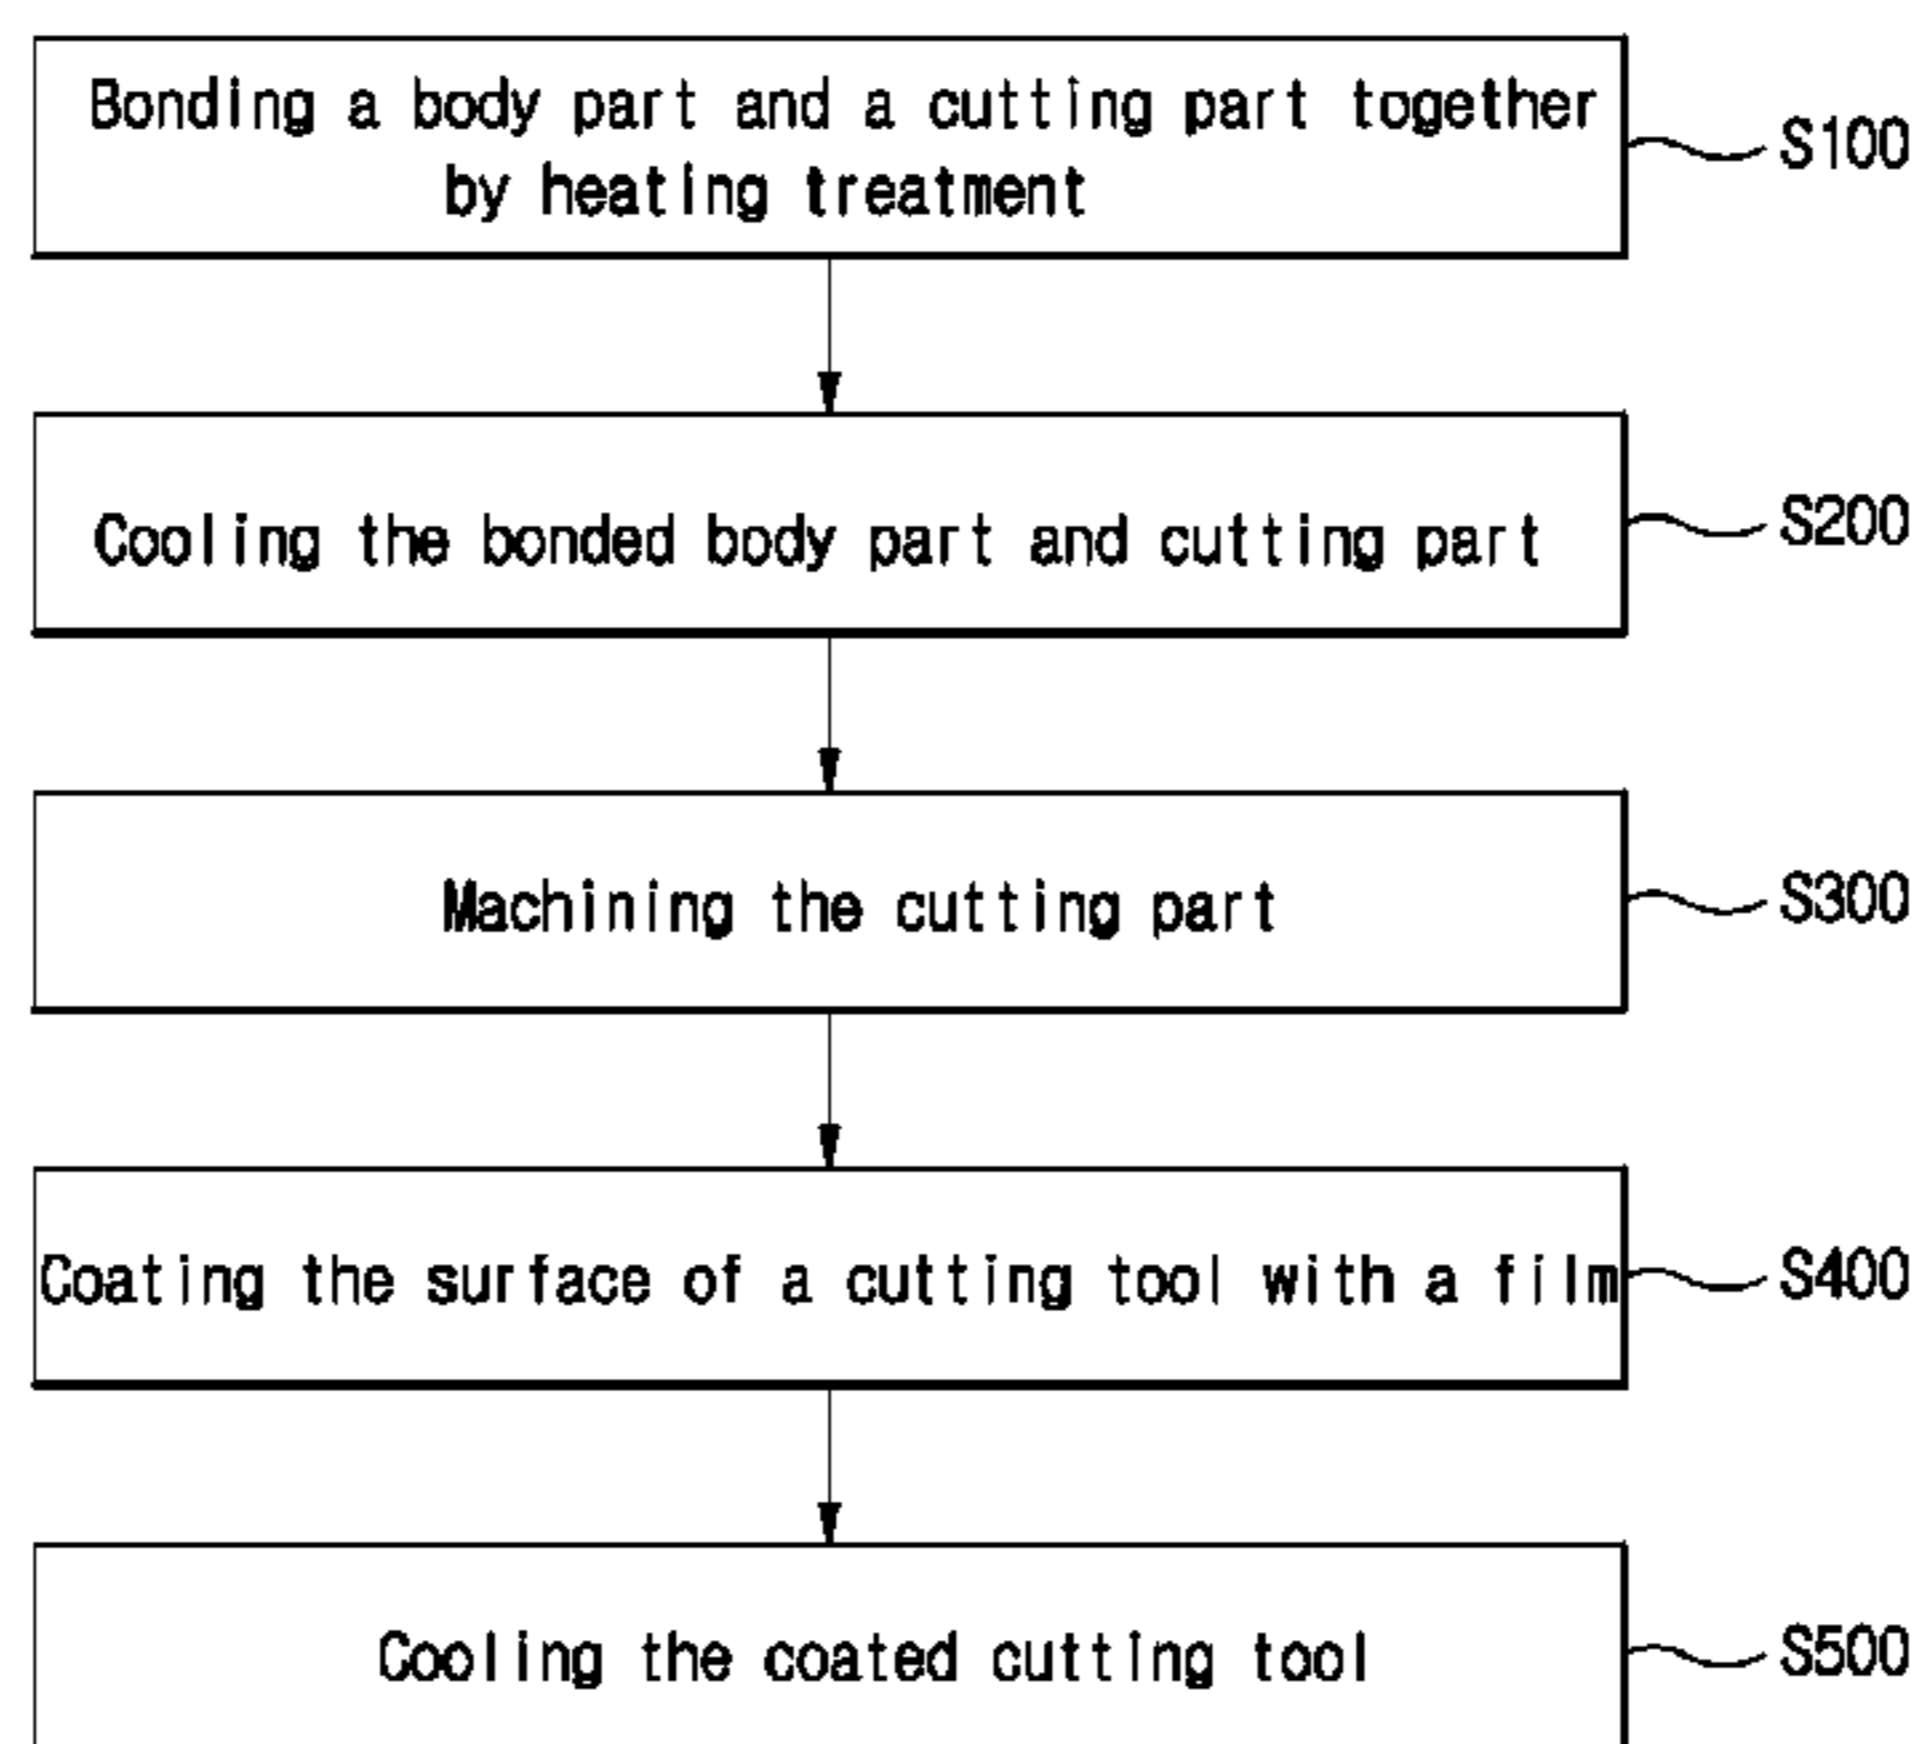 Bonding a body part and a cutting part together
by heating treatment
S100
Cooling the bonded body part and cutting part
S200
Machining the cutting part
S300
Coating the surface of a cutting tool with a film
S400
Cooling the coated cutting tool
S500